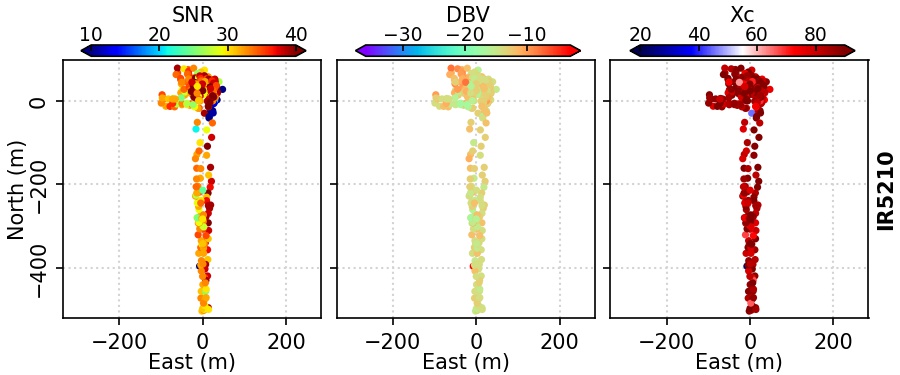 SNR DBV Xc
10 20 30 40 −30 −20 −10 20 40 60 80
North (m)
0
−200
−400
IR5210
−200 0 200 −200 0 200 −200 0 200
East (m) East (m) East (m)